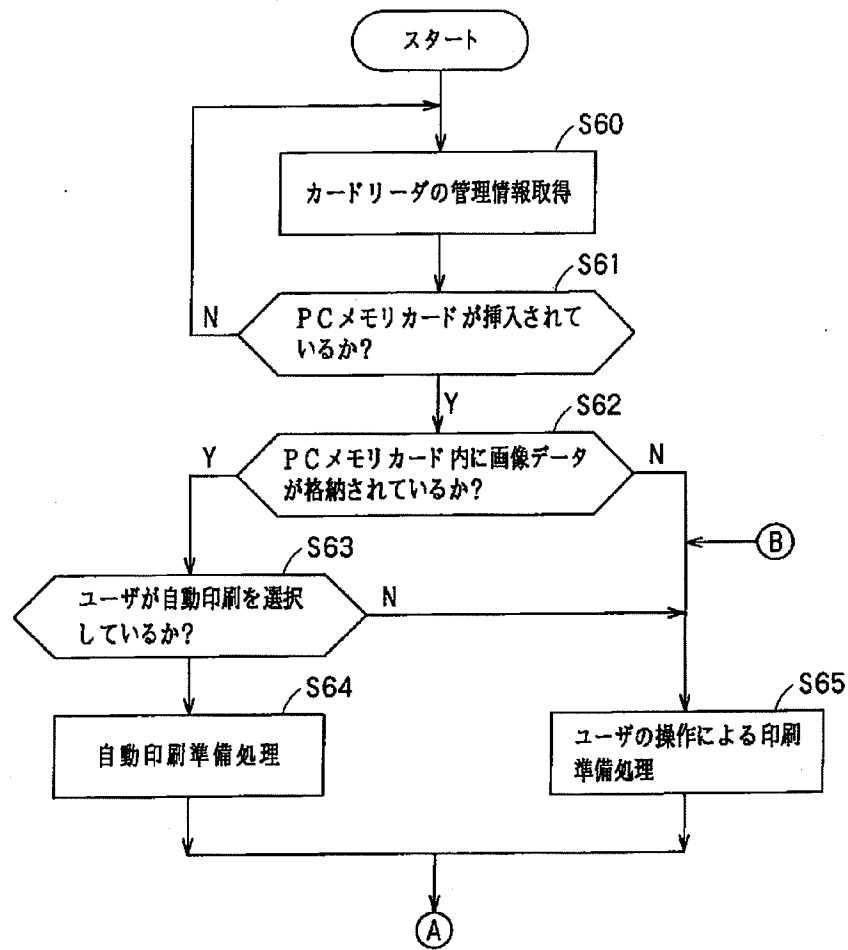 スタート
S60
カードリーダの管理情報取得
S61
N
PCメモリカードが挿入されて
いるか?
Y
S62
Y
PCメモリカード内に画像データ
が格納されているか?
N
B
S63
ユーザが自動印刷を選択
しているか?
N
S64
自動印刷準備処理
S65
ユーザの操作による印刷
準備処理
A